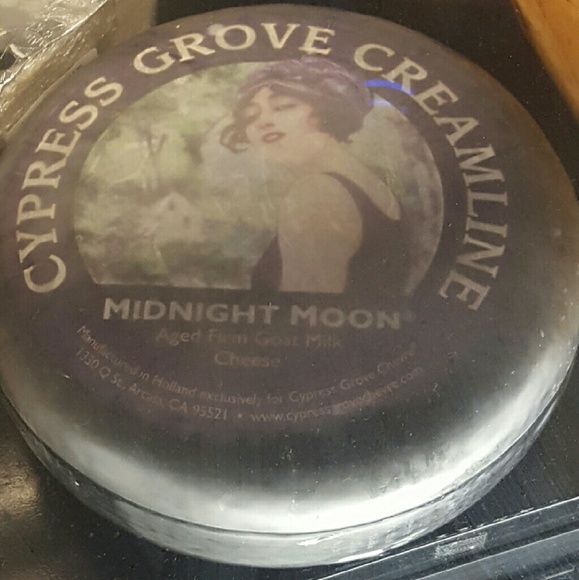 CYPRESS GROVE CREAMLINE
MIDNIGHT MOON®
Aged Firm Goat Milk
Cheese
Manufactured in Holland exclusively for Cypress Grove Chevre®
1330 Q St., Arcata, CA 95521 • www.cypressgrovechevre.com